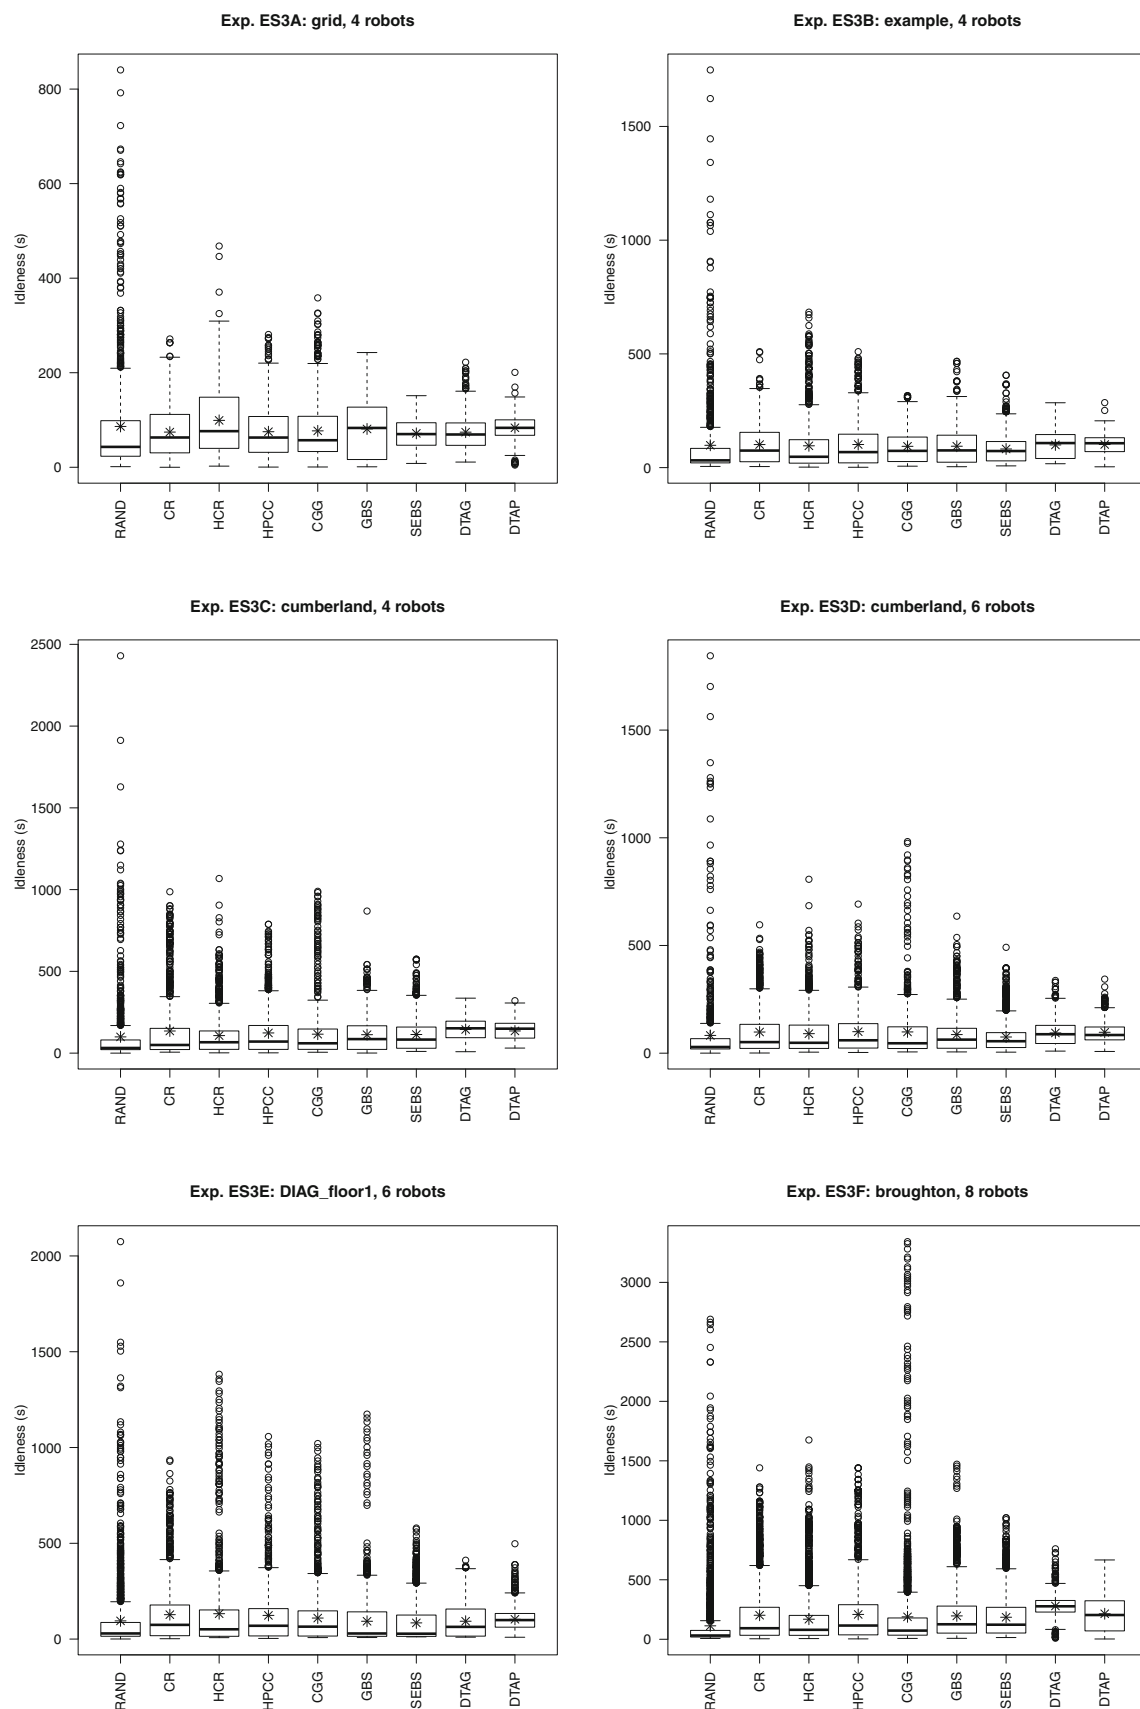 Exp. ES3A: grid, 4 robots
Idleness (s)
800
600
400
200
0
RAND
CR
HCR
HPCC
CGG
GBS
SEBS
DTAG
DTAP
Exp. ES3B: example, 4 robots
Idleness (s)
1500
1000
500
0
RAND
CR
HCR
HPCC
CGG
GBS
SEBS
DTAG
DTAP
Exp. ES3C: cumberland, 4 robots
Idleness (s)
2500
2000
1500
1000
500
0
RAND
CR
HCR
HPCC
CGG
GBS
SEBS
DTAG
DTAP
Exp. ES3D: cumberland, 6 robots
Idleness (s)
1500
1000
500
0
RAND
CR
HCR
HPCC
CGG
GBS
SEBS
DTAG
DTAP
Exp. ES3E: DIAG_floor1, 6 robots
Idleness (s)
2000
1500
1000
500
0
RAND
CR
HCR
HPCC
CGG
GBS
SEBS
DTAG
DTAP
Exp. ES3F: broughton, 8 robots
Idleness (s)
3000
2500
2000
1500
1000
500
0
RAND
CR
HCR
HPCC
CGG
GBS
SEBS
DTAG
DTAP